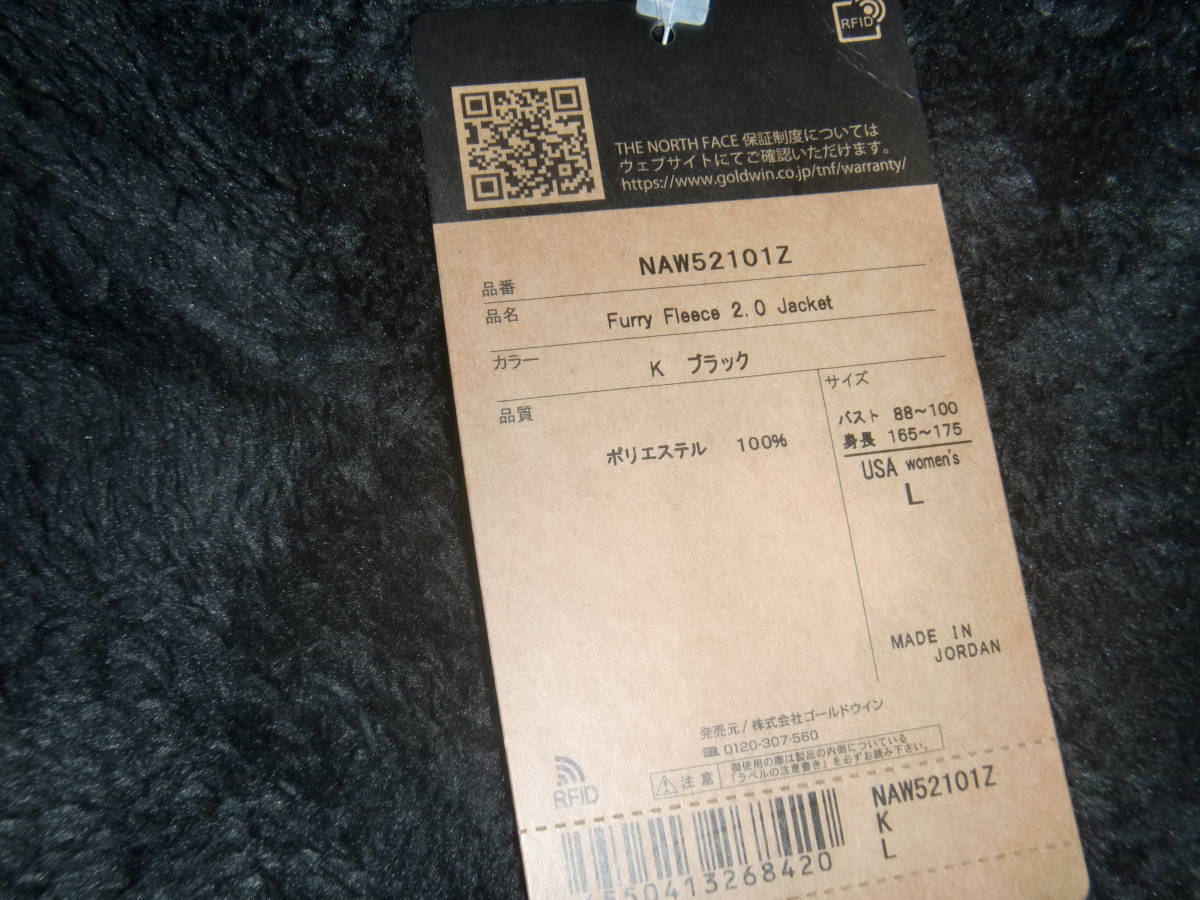 RFID
THE NORTH FACE 保証制度については
ウェブサイトにてご確認いただけます。
https://www.goldwin.co.jp/tnf/warranty/
品番 NAW52101Z
品名 Furry Fleece 2.0 Jacket
カラー K ブラック
品質
ポリエステル 100%
サイズ
バスト 88~100
身長 165~175
USA women's
L
MADE IN
JORDAN
発売元/株式会社ゴールドウイン
0120-307-560
注意
御使用の際は製品の内側についている
「ラベルの注意書き」を必ずお読み下さい。
RFID
NAW52101Z
K
L
550413268420